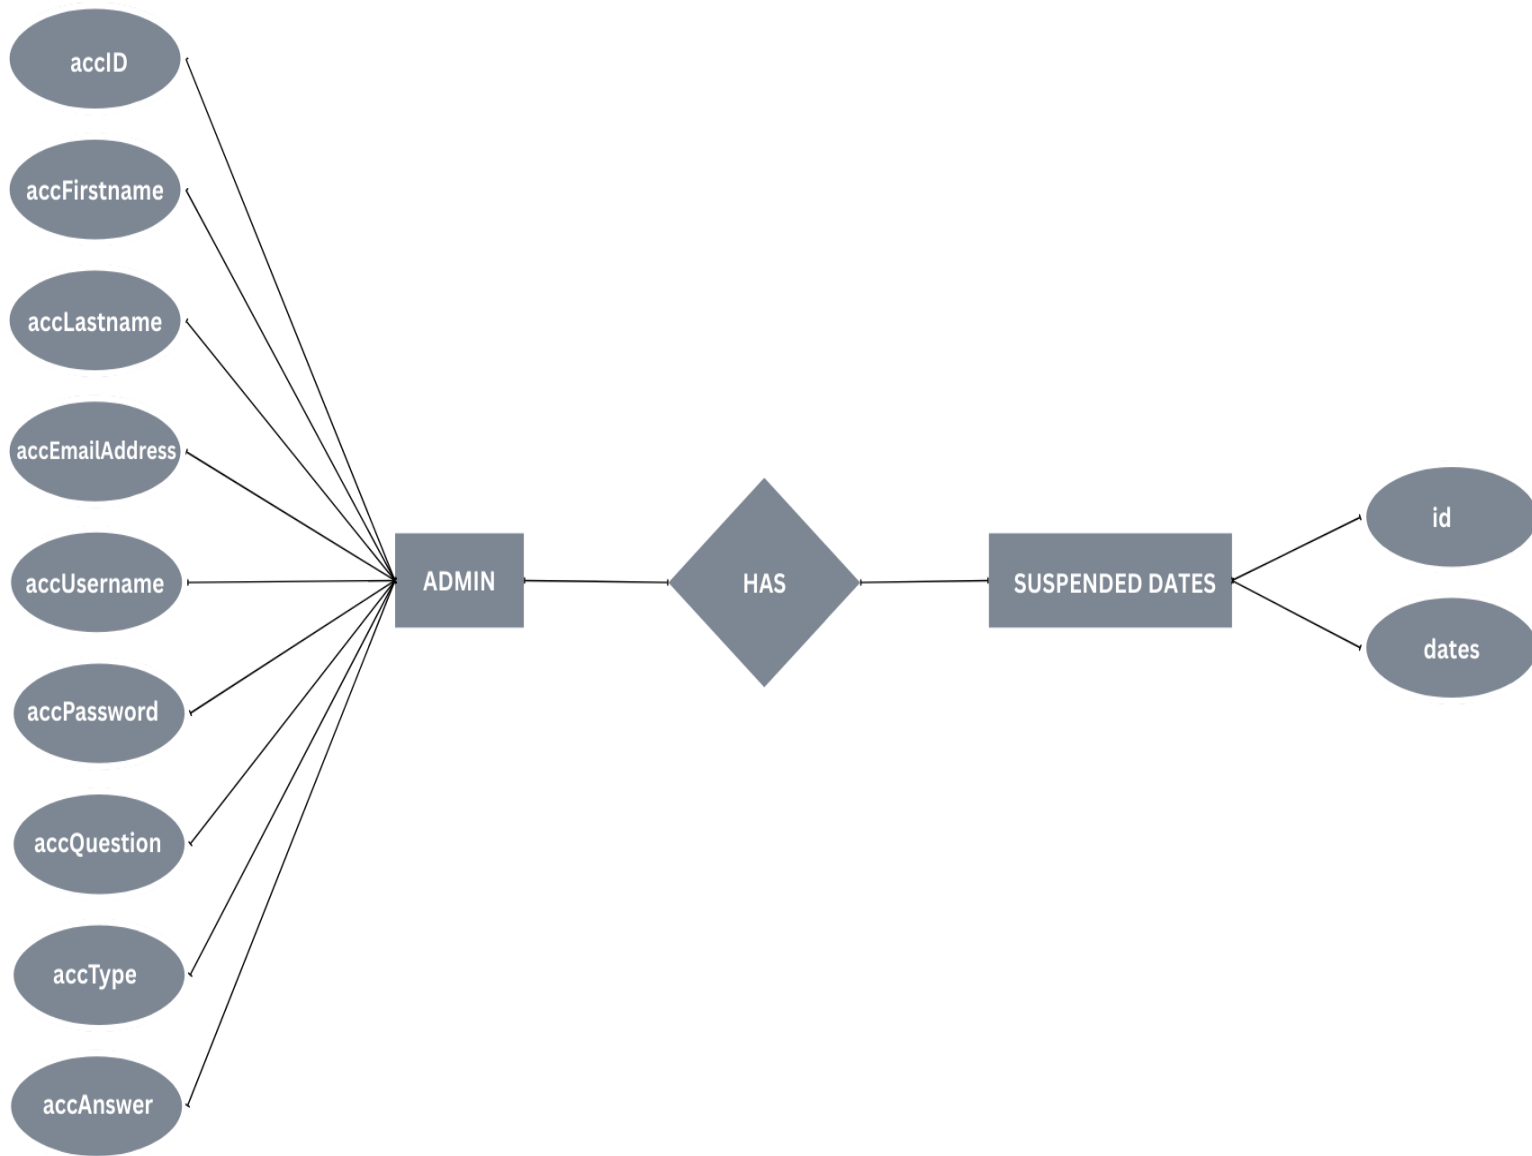 accID
accFirstname
accLastname
accEmailAddress
accUsername
accPassword
accQuestion
accType
accAnswer
ADMIN
HAS
SUSPENDED DATES
id
dates